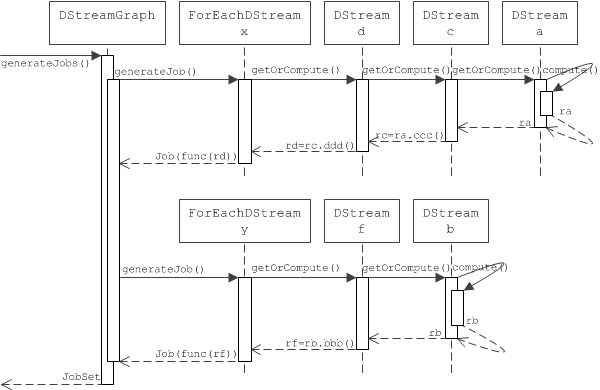 DStreamGraph
ForEachDStream
x
DStream
d
DStream
c
DStream
a
generateJobs()
generateJob()
getOrCompute()
getOrCompute()
getOrCompute()
compute()
ra
ra
rc=ra.ccc()
rd=rc.ddd()
Job(func(rd))
ForEachDStream
y
DStream
f
DStream
b
generateJob()
getOrCompute()
getOrCompute()
compute()
rb
rb
rf=rb.bbb()
Job(func(rf))
JobSet